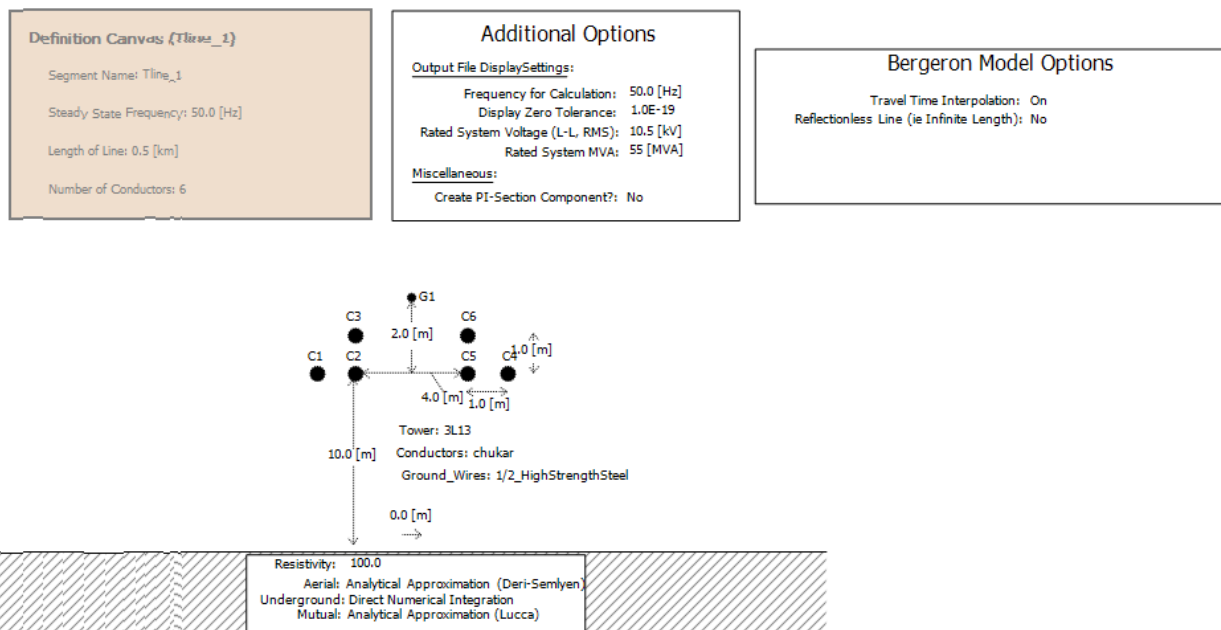 Definition Canvas (Tline_1)
Segment Name: Tline_1
Steady State Frequency: 50.0 [Hz]
Length of Line: 0.5 [km]
Number of Conductors: 6
Additional Options
Output File DisplaySettings:
Frequency for Calculation: 50.0 [Hz]
Display Zero Tolerance: 1.0E-19
Rated System Voltage (L-L, RMS): 10.5 [kV]
Rated System MVA: 55 [MVA]
Miscellaneous:
Create PI-Section Component?: No
Bergeron Model Options
Travel Time Interpolation: On
Reflectionless Line (ie Infinite Length): No
G1
C3
C6
2.0 [m]
C1
C2
C5
C4
1.0 [m]
4.0 [m]
1.0 [m]
Tower: 3L13
10.0 [m]
Conductors: chukar
Ground_Wires: 1/2_HighStrengthSteel
0.0 [m]
Resistivity: 100.0
Aerial: Analytical Approximation (Deri-Semlyen)
Underground: Direct Numerical Integration
Mutual: Analytical Approximation (Lucca)